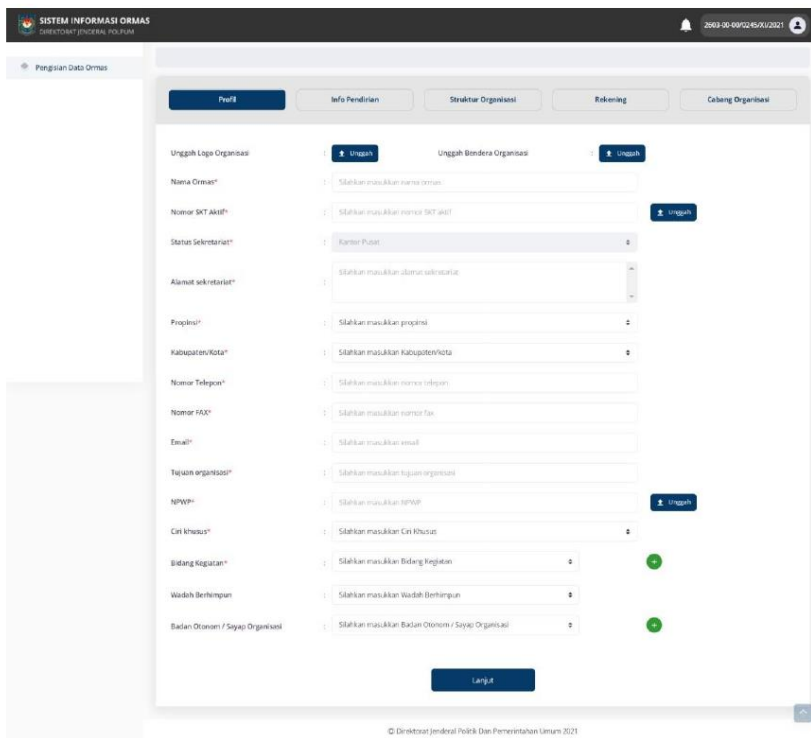 SISTEM INFORMASI ORMAS
DIREKTORAT JENDERAL POLPUM
2603-00-00/0245/XI/2021
Pengisian Data Ormas
Profil Info Pendirian Struktur Organisasi Rekening Cabang Organisasi
Unggah Logo Organisasi : Unggah Unggah Bendera Organisasi : Unggah
Nama Ormas* : Silahkan masukkan nama ormas
Nomor SKT Aktif* : Silahkan masukkan nomor SKT aktif Unggah
Status Sekretariat* : Kantor Pusat
Alamat sekretariat* : Silahkan masukkan alamat sekretariat
Propinsi* : Silahkan masukkan propinsi
Kabupaten/Kota* : Silahkan masukkan Kabupaten/kota
Nomor Telepon* : Silahkan masukkan nomor telepon
Nomor FAX* : Silahkan masukkan nomor fax
Email* : Silahkan masukkan email
Tujuan organisasi* : Silahkan masukkan tujuan organisasi
NPWP* : Silahkan masukkan NPWP Unggah
Ciri khusus* : Silahkan masukkan Ciri Khusus
Bidang Kegiatan* : Silahkan masukkan Bidang Kegiatan
Wadah Berhimpun : Silahkan masukkan Wadah Berhimpun
Badan Otonom / Sayap Organisasi : Silahkan masukkan Badan Otonom / Sayap Organisasi
Lanjut
© Direktorat Jenderal Politik Dan Pemerintahan Umum 2021